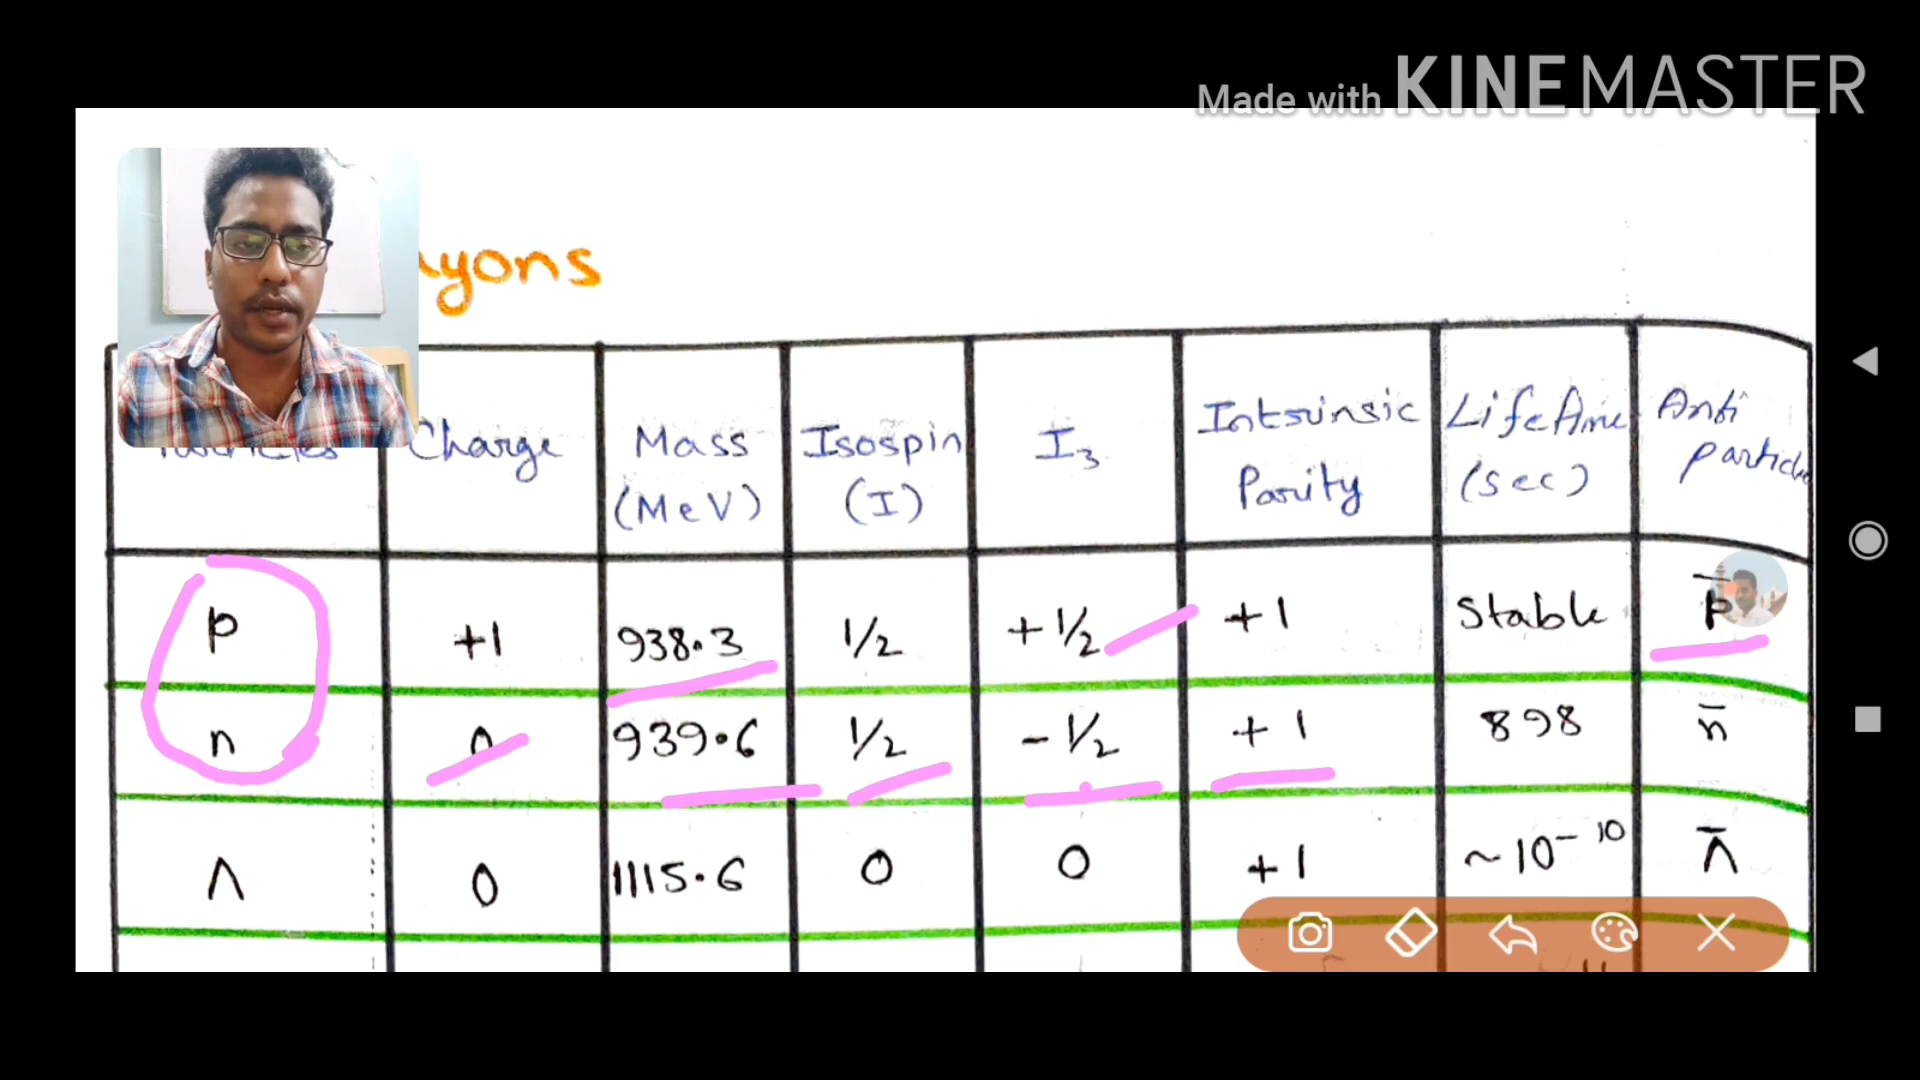 Made with KINEMASTER
yons
Charge Mass (MeV) Isospin (I) I₃ Intrinsic Parity Lifetime (sec) Anti particle
p +1 938.3 1/2 +1/2 +1 Stable p̅
n 0 939.6 1/2 -1/2 +1 898 n̅
Λ 0 1115.6 0 0 +1 ~10⁻¹⁰ Λ̅